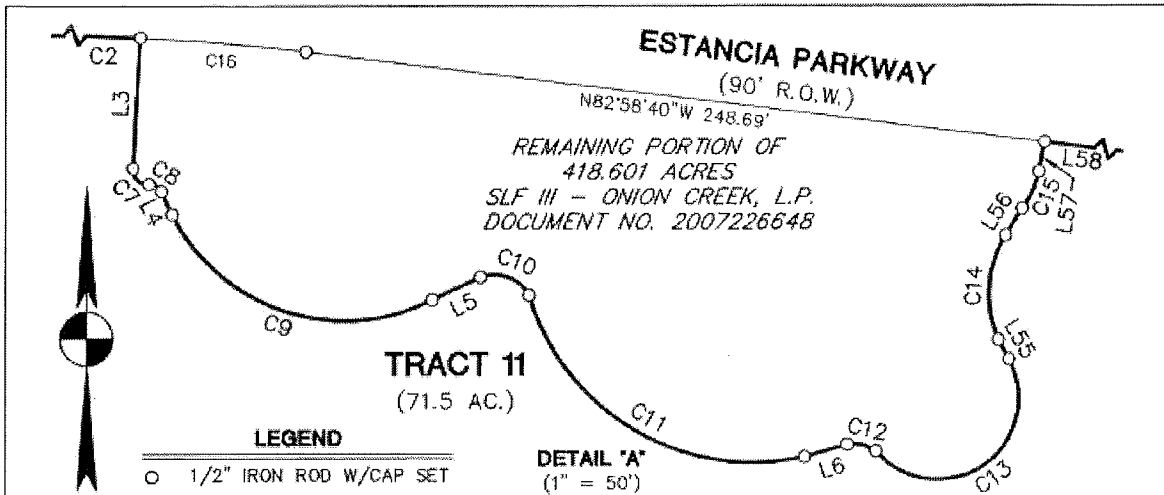 C2
C16
ESTANCIA PARKWAY
(90' R.O.W.)
N82°58'40"W 248.69'
L3
L58
REMAINING PORTION OF
418.601 ACRES
SLF III - ONION CREEK, L.P.
DOCUMENT NO. 2007226648
C8
C7
L4
C15
L57
L56
C10
C14
L5
C9
L55
TRACT 11
(71.5 AC.)
C11
C12
L6
C13
LEGEND
1/2" IRON ROD W/CAP SET
DETAIL "A"
(1" = 50')